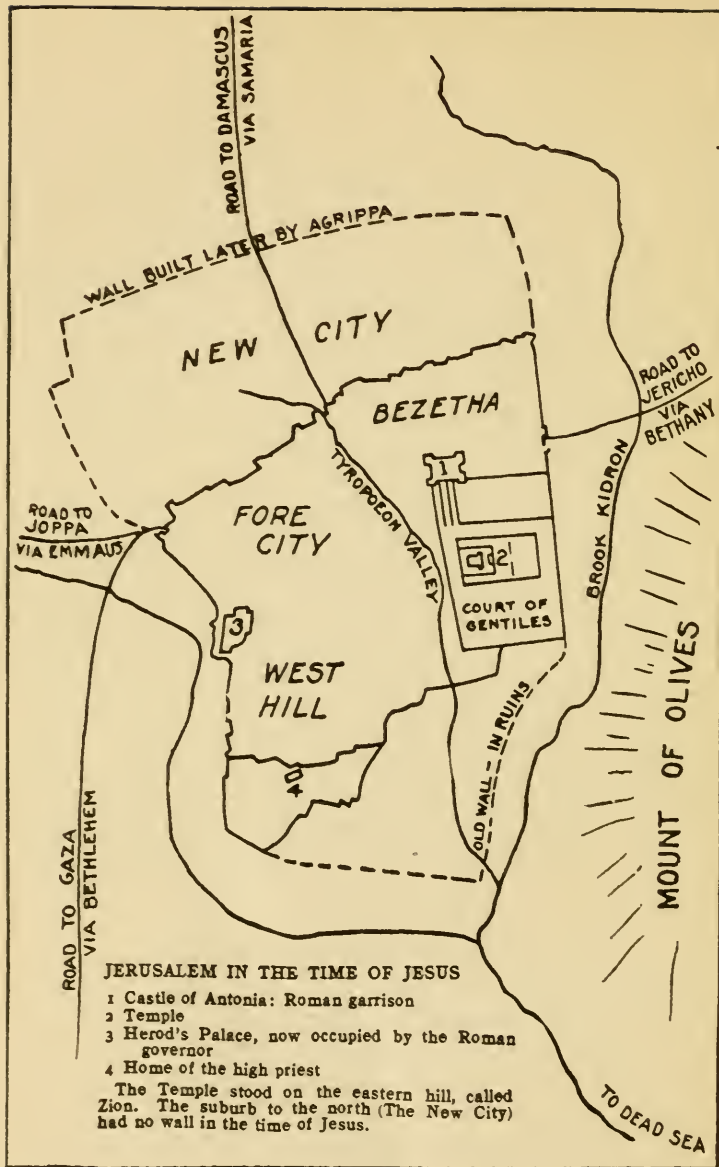 ROAD TO DAMASCUS
VIA SAMARIA
WALL BUILT LATER BY AGRIPPA
NEW CITY
BEZETHA
ROAD TO
JERICHO
VIA
BETHANY
TYROPOEON VALLEY
1
BROOK KIDRON
ROAD TO
JOPPA
VIA EMMAUS
FORE
CITY
2
COURT OF
GENTILES
3
WEST
HILL
4
OLD WALL - IN RUINS
MOUNT OF OLIVES
ROAD TO GAZA
VIA BETHLEHEM
JERUSALEM IN THE TIME OF JESUS
1 Castle of Antonia: Roman garrison
2 Temple
3 Herod's Palace, now occupied by the Roman
governor
4 Home of the high priest
The Temple stood on the eastern hill, called
Zion. The suburb to the north (The New City)
had no wall in the time of Jesus.
TO DEAD SEA